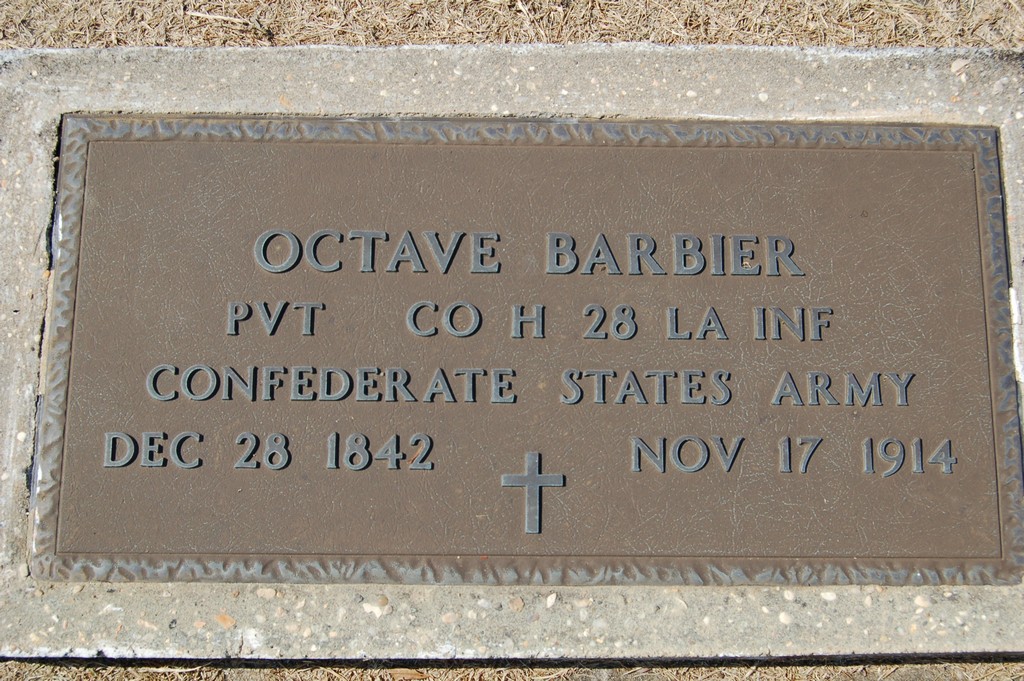 OCTAVE BARBIER
PVT CO H 28 LA INF
CONFEDERATE STATES ARMY
DEC 28 1842 NOV 17 1914